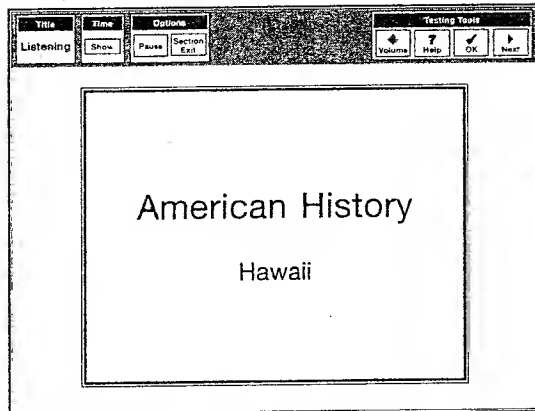 Title
Time
Options
Testing Tools
Listening
Show
Pause
Section
Exit
Volume
?
Help
OK
Next
American History
Hawaii